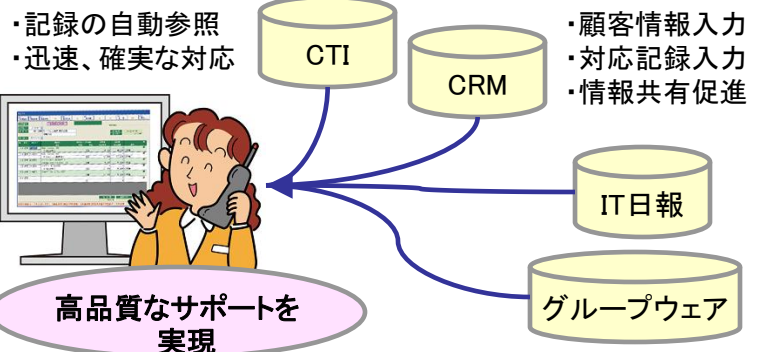 ・記録の自動参照
・迅速、確実な対応
CTI
CRM
・顧客情報入力
・対応記録入力
・情報共有促進
IT日報
グループウェア
高品質なサポートを
実現